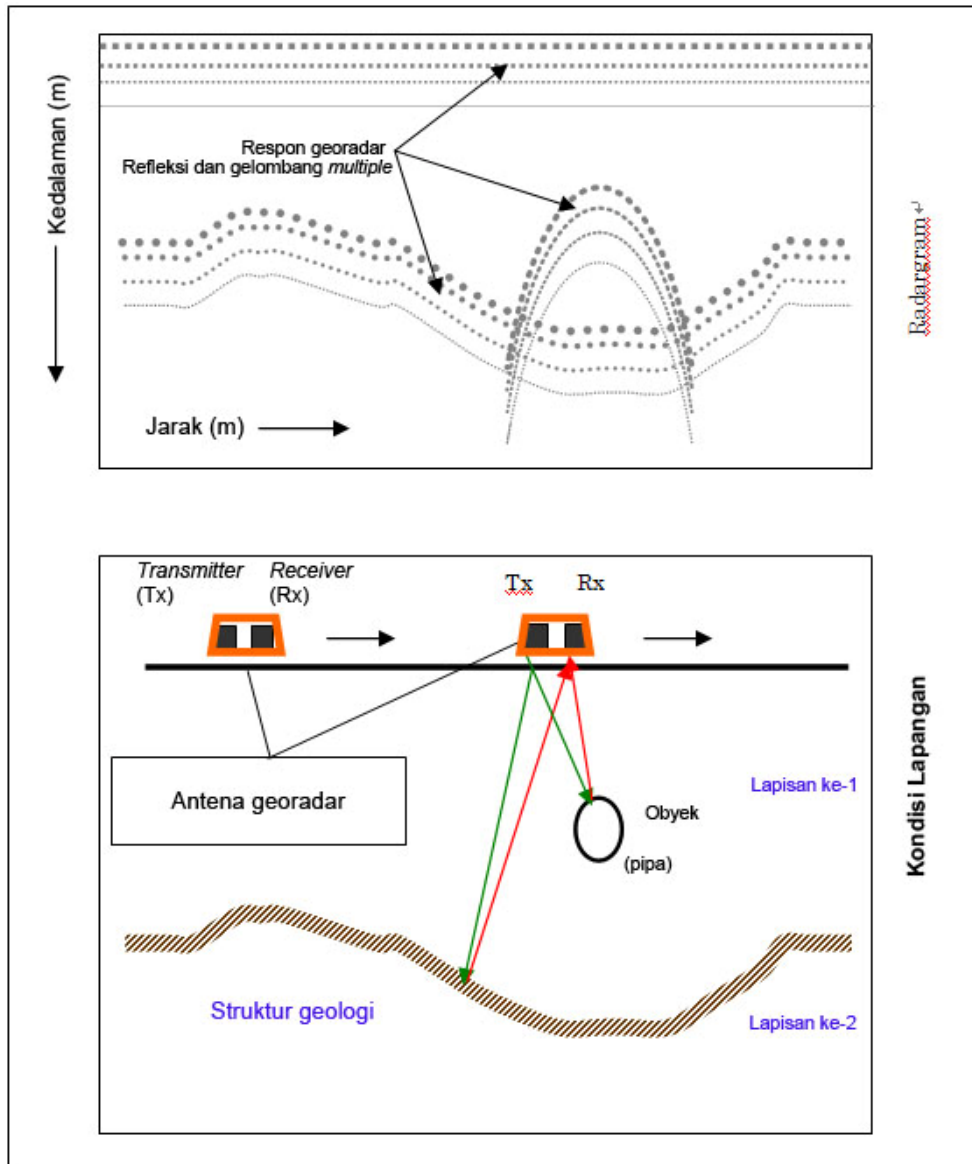 Kedalaman (m)
Respon georadar
Refleksi dan gelombang multiple
Jarak (m)
Radargram
Transmitter
(Tx)
Receiver
(Rx)
Tx
Rx
Antena georadar
Lapisan ke-1
Obyek
(pipa)
Struktur geologi
Lapisan ke-2
Kondisi Lapangan